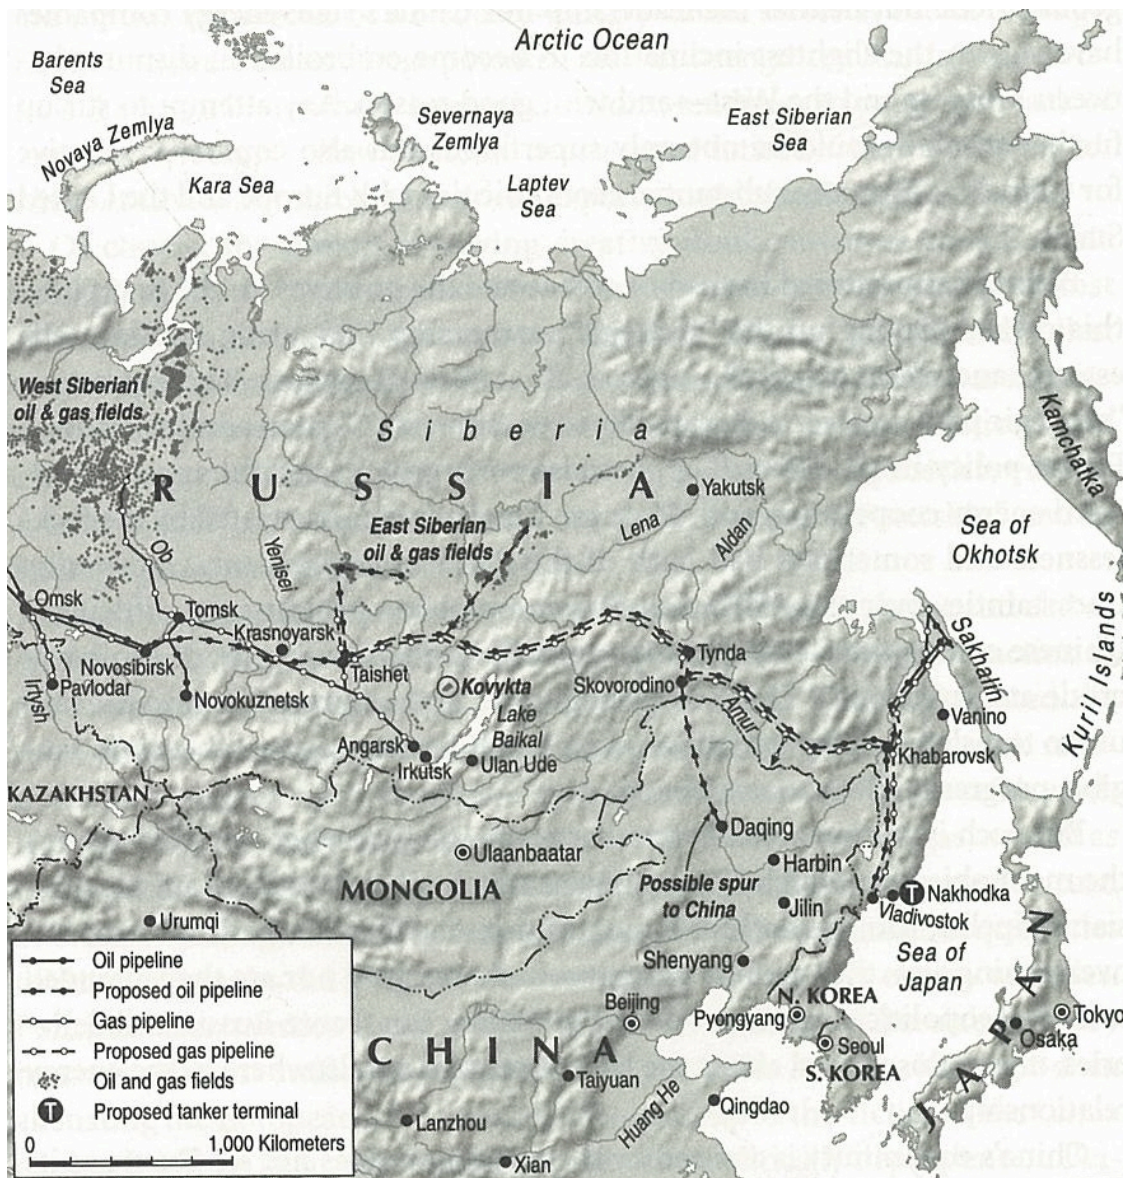 Arctic Ocean
Barents
Sea
Novaya Zemlya
Severnaya
Zemlya
East Siberian
Sea
Kara Sea
Laptev
Sea
West Siberian
oil & gas fields
Siberia
Kamchatka
RUSSIA
Yakutsk
East Siberian
oil & gas fields
Lena
Aldan
Sea of
Okhotsk
Ob
Yenisei
Omsk
Tomsk
Krasnoyarsk
Novosibirsk
Taishet
Tynda
Sakhalin
Kuril Islands
Irtysh
Pavlodar
Novokuznetsk
Kovykta
Skovorodino
Amur
Vanino
Lake
Baikal
Angarsk
Irkutsk
Ulan Ude
Khabarovsk
KAZAKHSTAN
Daqing
Ulaanbaatar
Harbin
MONGOLIA
Possible spur
to China
Jilin
T
Nakhodka
Vladivostok
Urumqi
Shenyang
Sea of
Japan
JAPAN
Beijing
N. KOREA
Pyongyang
Tokyo
Seoul
Osaka
S. KOREA
CHINA
Taiyuan
Huang He
Qingdao
Lanzhou
Xian
Oil pipeline
Proposed oil pipeline
Gas pipeline
Proposed gas pipeline
Oil and gas fields
T Proposed tanker terminal
0 1,000 Kilometers